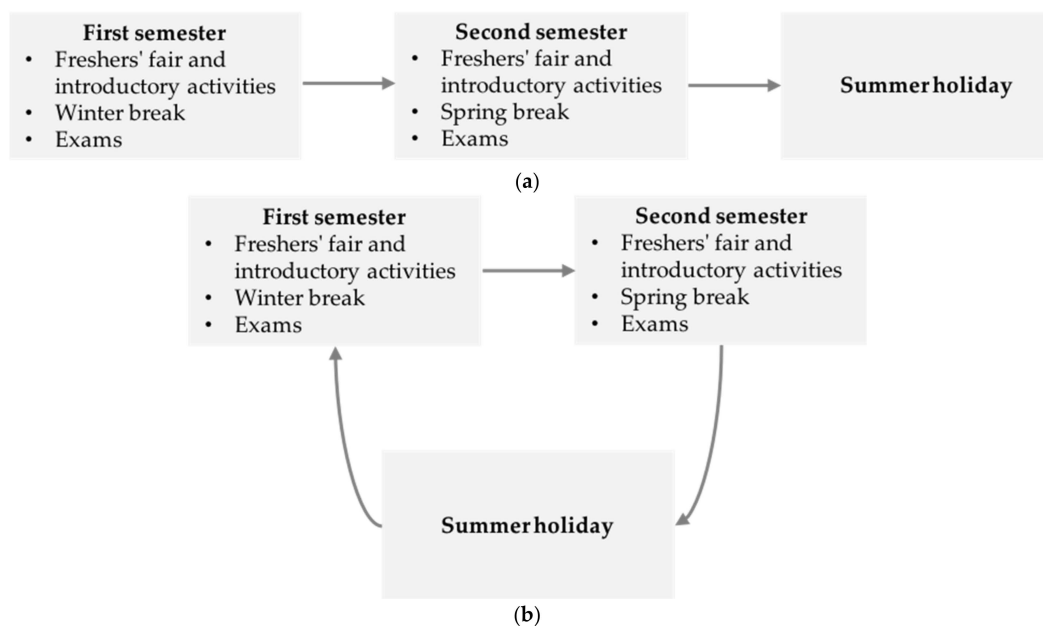 First semester
• Freshers' fair and
introductory activities
• Winter break
• Exams
Second semester
• Freshers' fair and
introductory activities
• Spring break
• Exams
Summer holiday
(a)
First semester
• Freshers' fair and
introductory activities
• Winter break
• Exams
Second semester
• Freshers' fair and
introductory activities
• Spring break
• Exams
Summer holiday
(b)